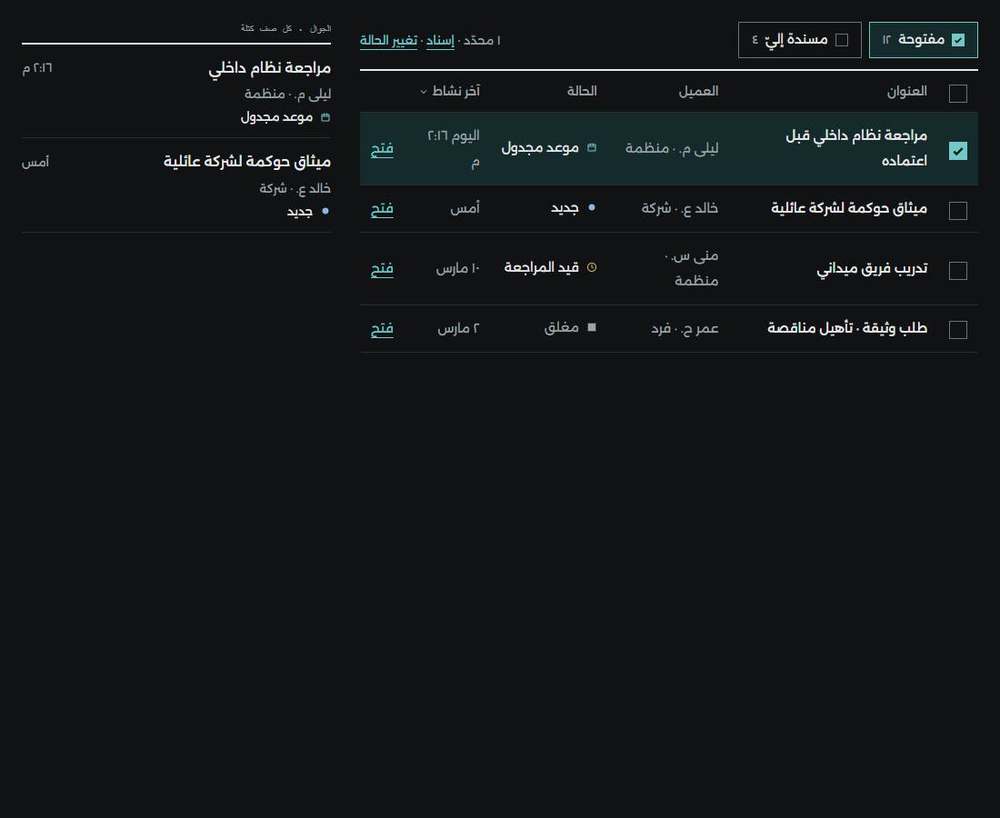 مفتوحة ١٢
مسندة إليّ ٤
١ محدّد · إسناد · تغيير الحالة
العنوان العميل الحالة آخر نشاط
مراجعة نظام داخلي قبل اعتماده ليلى م. · منظمة موعد مجدول اليوم ٢:١٦ م فتح
ميثاق حوكمة لشركة عائلية خالد ع. · شركة جديد أمس فتح
تدريب فريق ميداني منى س. · منظمة قيد المراجعة ١٠ مارس فتح
طلب وثيقة · تأهيل مناقصة عمر ح. · فرد مغلق ٢ مارس فتح
الجوال · كل صف كتلة
مراجعة نظام داخلي ٢:١٦ م
ليلى م. · منظمة
موعد مجدول
ميثاق حوكمة لشركة عائلية أمس
خالد ع. · شركة
جديد